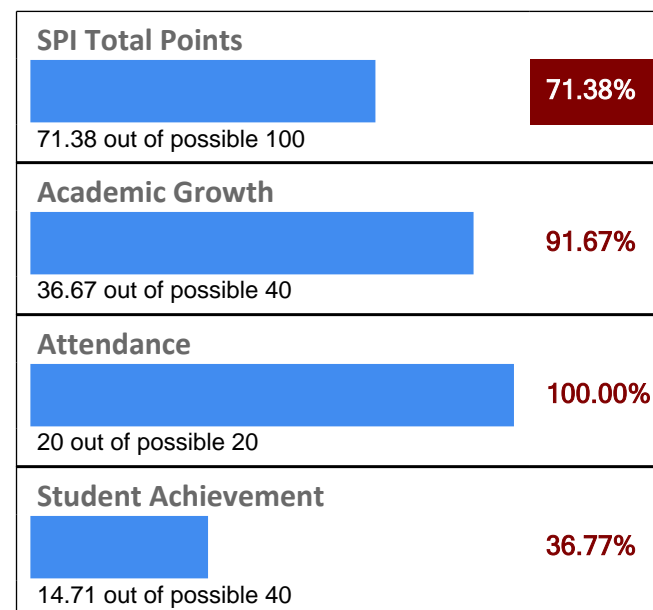 SPI Total Points
71.38%
71.38 out of possible 100
Academic Growth
91.67%
36.67 out of possible 40
Attendance
100.00%
20 out of possible 20
Student Achievement
36.77%
14.71 out of possible 40